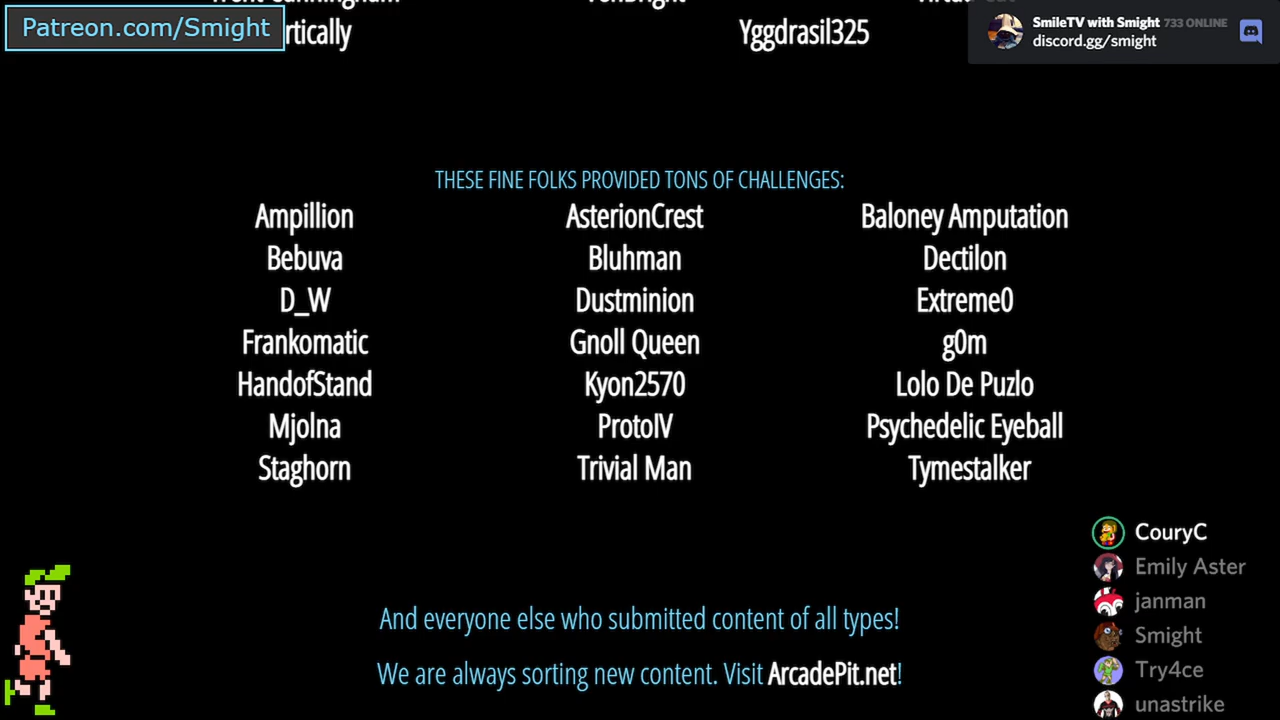 Patreon.com/Smight
SmileTV with Smight 733 ONLINE
discord.gg/smight
Yggdrasil325
THESE FINE FOLKS PROVIDED TONS OF CHALLENGES:
Ampillion AsterionCrest Baloney Amputation
Bebuva Bluhman Dectilon
D_W Dustminion Extreme0
Frankomatic Gnoll Queen g0m
HandofStand Kyon2570 Lolo De Puzlo
Mjolna ProtoIV Psychedelic Eyeball
Staghorn Trivial Man Tymestalker
CouryC
Emily Aster
janman
Smight
Try4ce
unastrike
And everyone else who submitted content of all types!
We are always sorting new content. Visit ArcadePit.net!